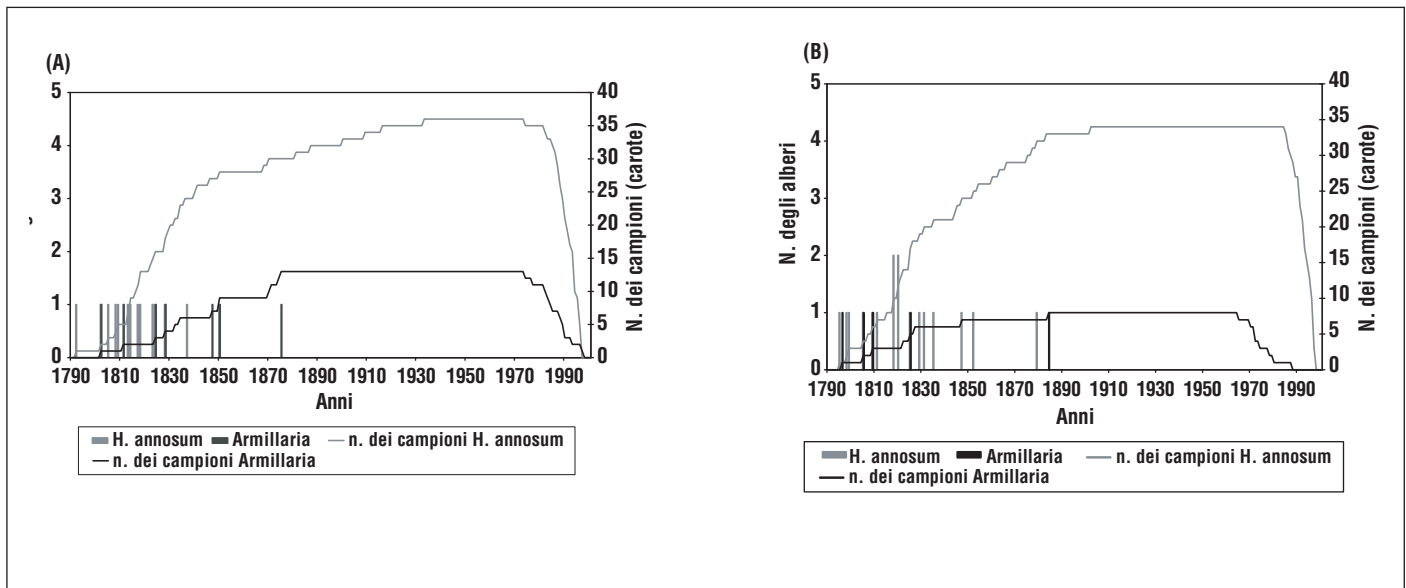 (A)
5
4
3
2
1
0
40
35
30
25
20
15
10
5
0
N. dei campioni (carote)
1790 1810 1830 1850 1870 1890 1910 1930 1950 1970 1990
Anni
H. annosum Armillaria n. dei campioni H. annosum
n. dei campioni Armillaria
(B)
N. degli alberi
5
4
3
2
1
0
40
35
30
25
20
15
10
5
0
N. dei campioni (carote)
1790 1810 1830 1850 1870 1890 1910 1930 1950 1970 1990
Anni
H. annosum Armillaria n. dei campioni H. annosum
n. dei campioni Armillaria